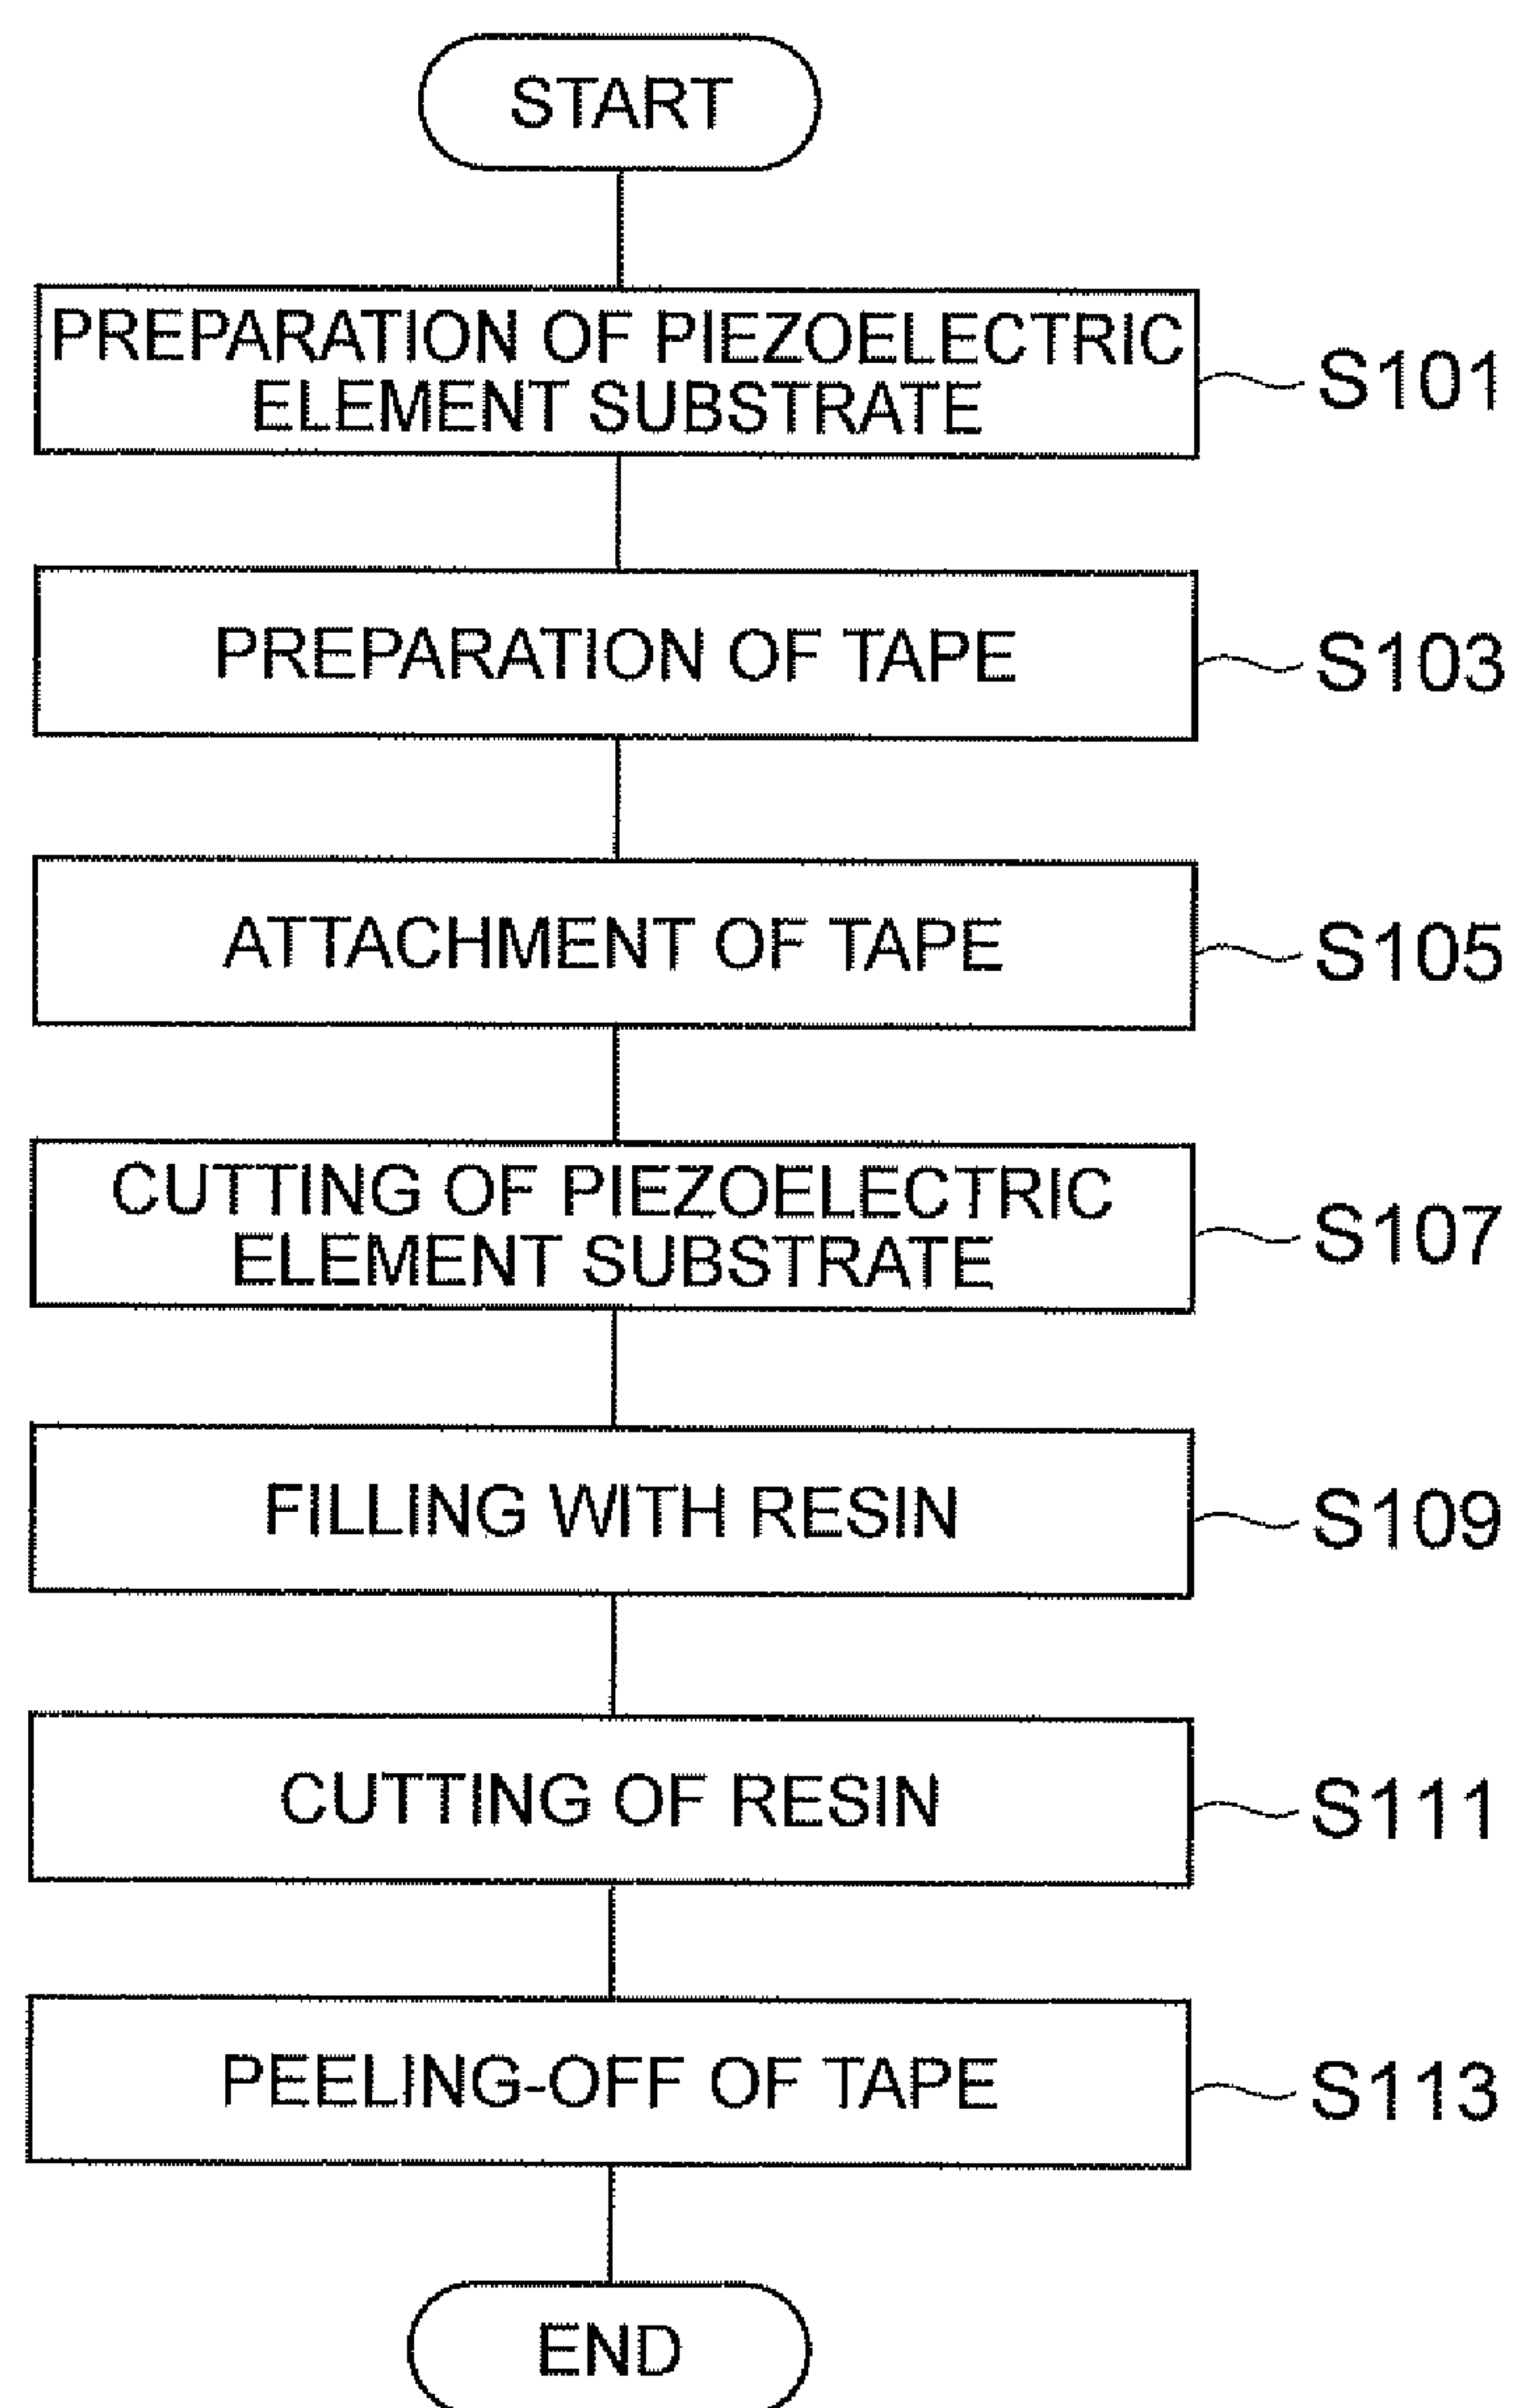 START
PREPARATION OF PIEZOELECTRIC
ELEMENT SUBSTRATE
S101
PREPARATION OF TAPE
S103
ATTACHMENT OF TAPE
S105
CUTTING OF PIEZOELECTRIC
ELEMENT SUBSTRATE
S107
FILLING WITH RESIN
S109
CUTTING OF RESIN
S111
PEELING-OFF OF TAPE
S113
END